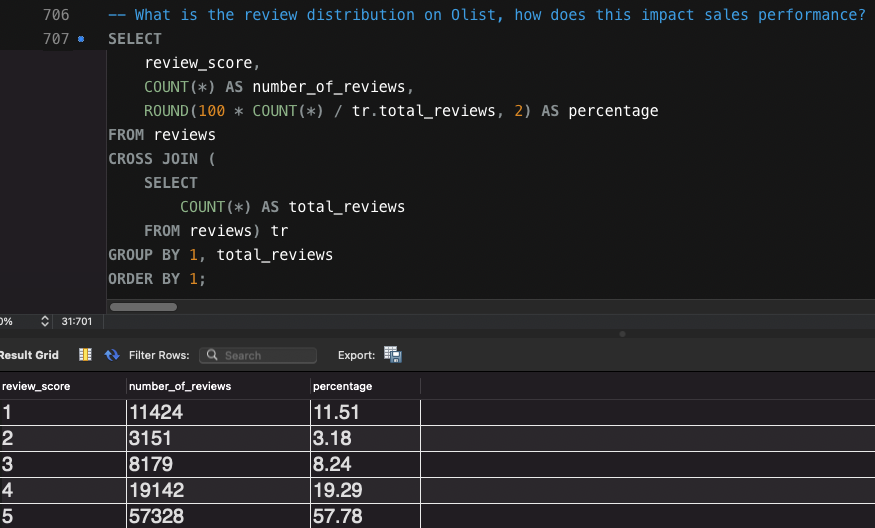 706 -- What is the review distribution on Olist, how does this impact sales performance?
707 SELECT
review_score,
COUNT(*) AS number_of_reviews,
ROUND(100 * COUNT(*) / tr.total_reviews, 2) AS percentage
FROM reviews
CROSS JOIN (
SELECT
COUNT(*) AS total_reviews
FROM reviews) tr
GROUP BY 1, total_reviews
ORDER BY 1;
0% 31:701
Result Grid Filter Rows: Search Export:
review_score number_of_reviews percentage
1 11424 11.51
2 3151 3.18
3 8179 8.24
4 19142 19.29
5 57328 57.78